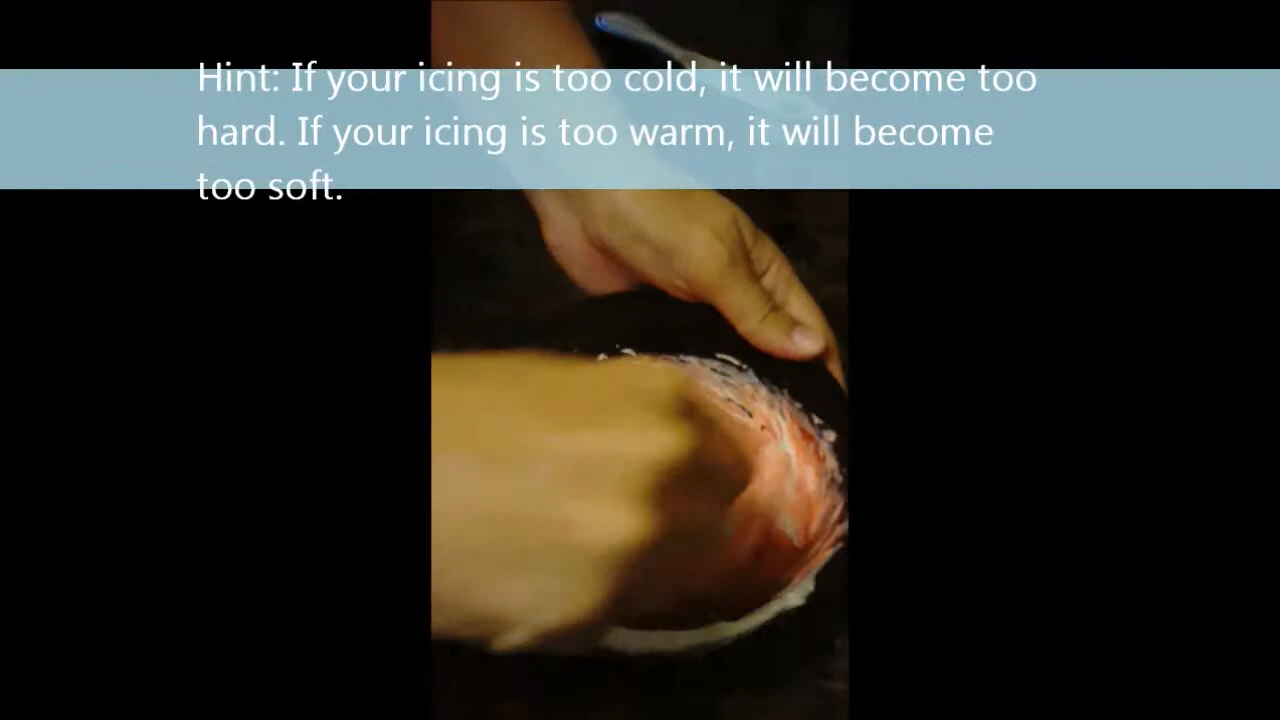 Hint: If your icing is too cold, it will become too
hard. If your icing is too warm, it will become
too soft.